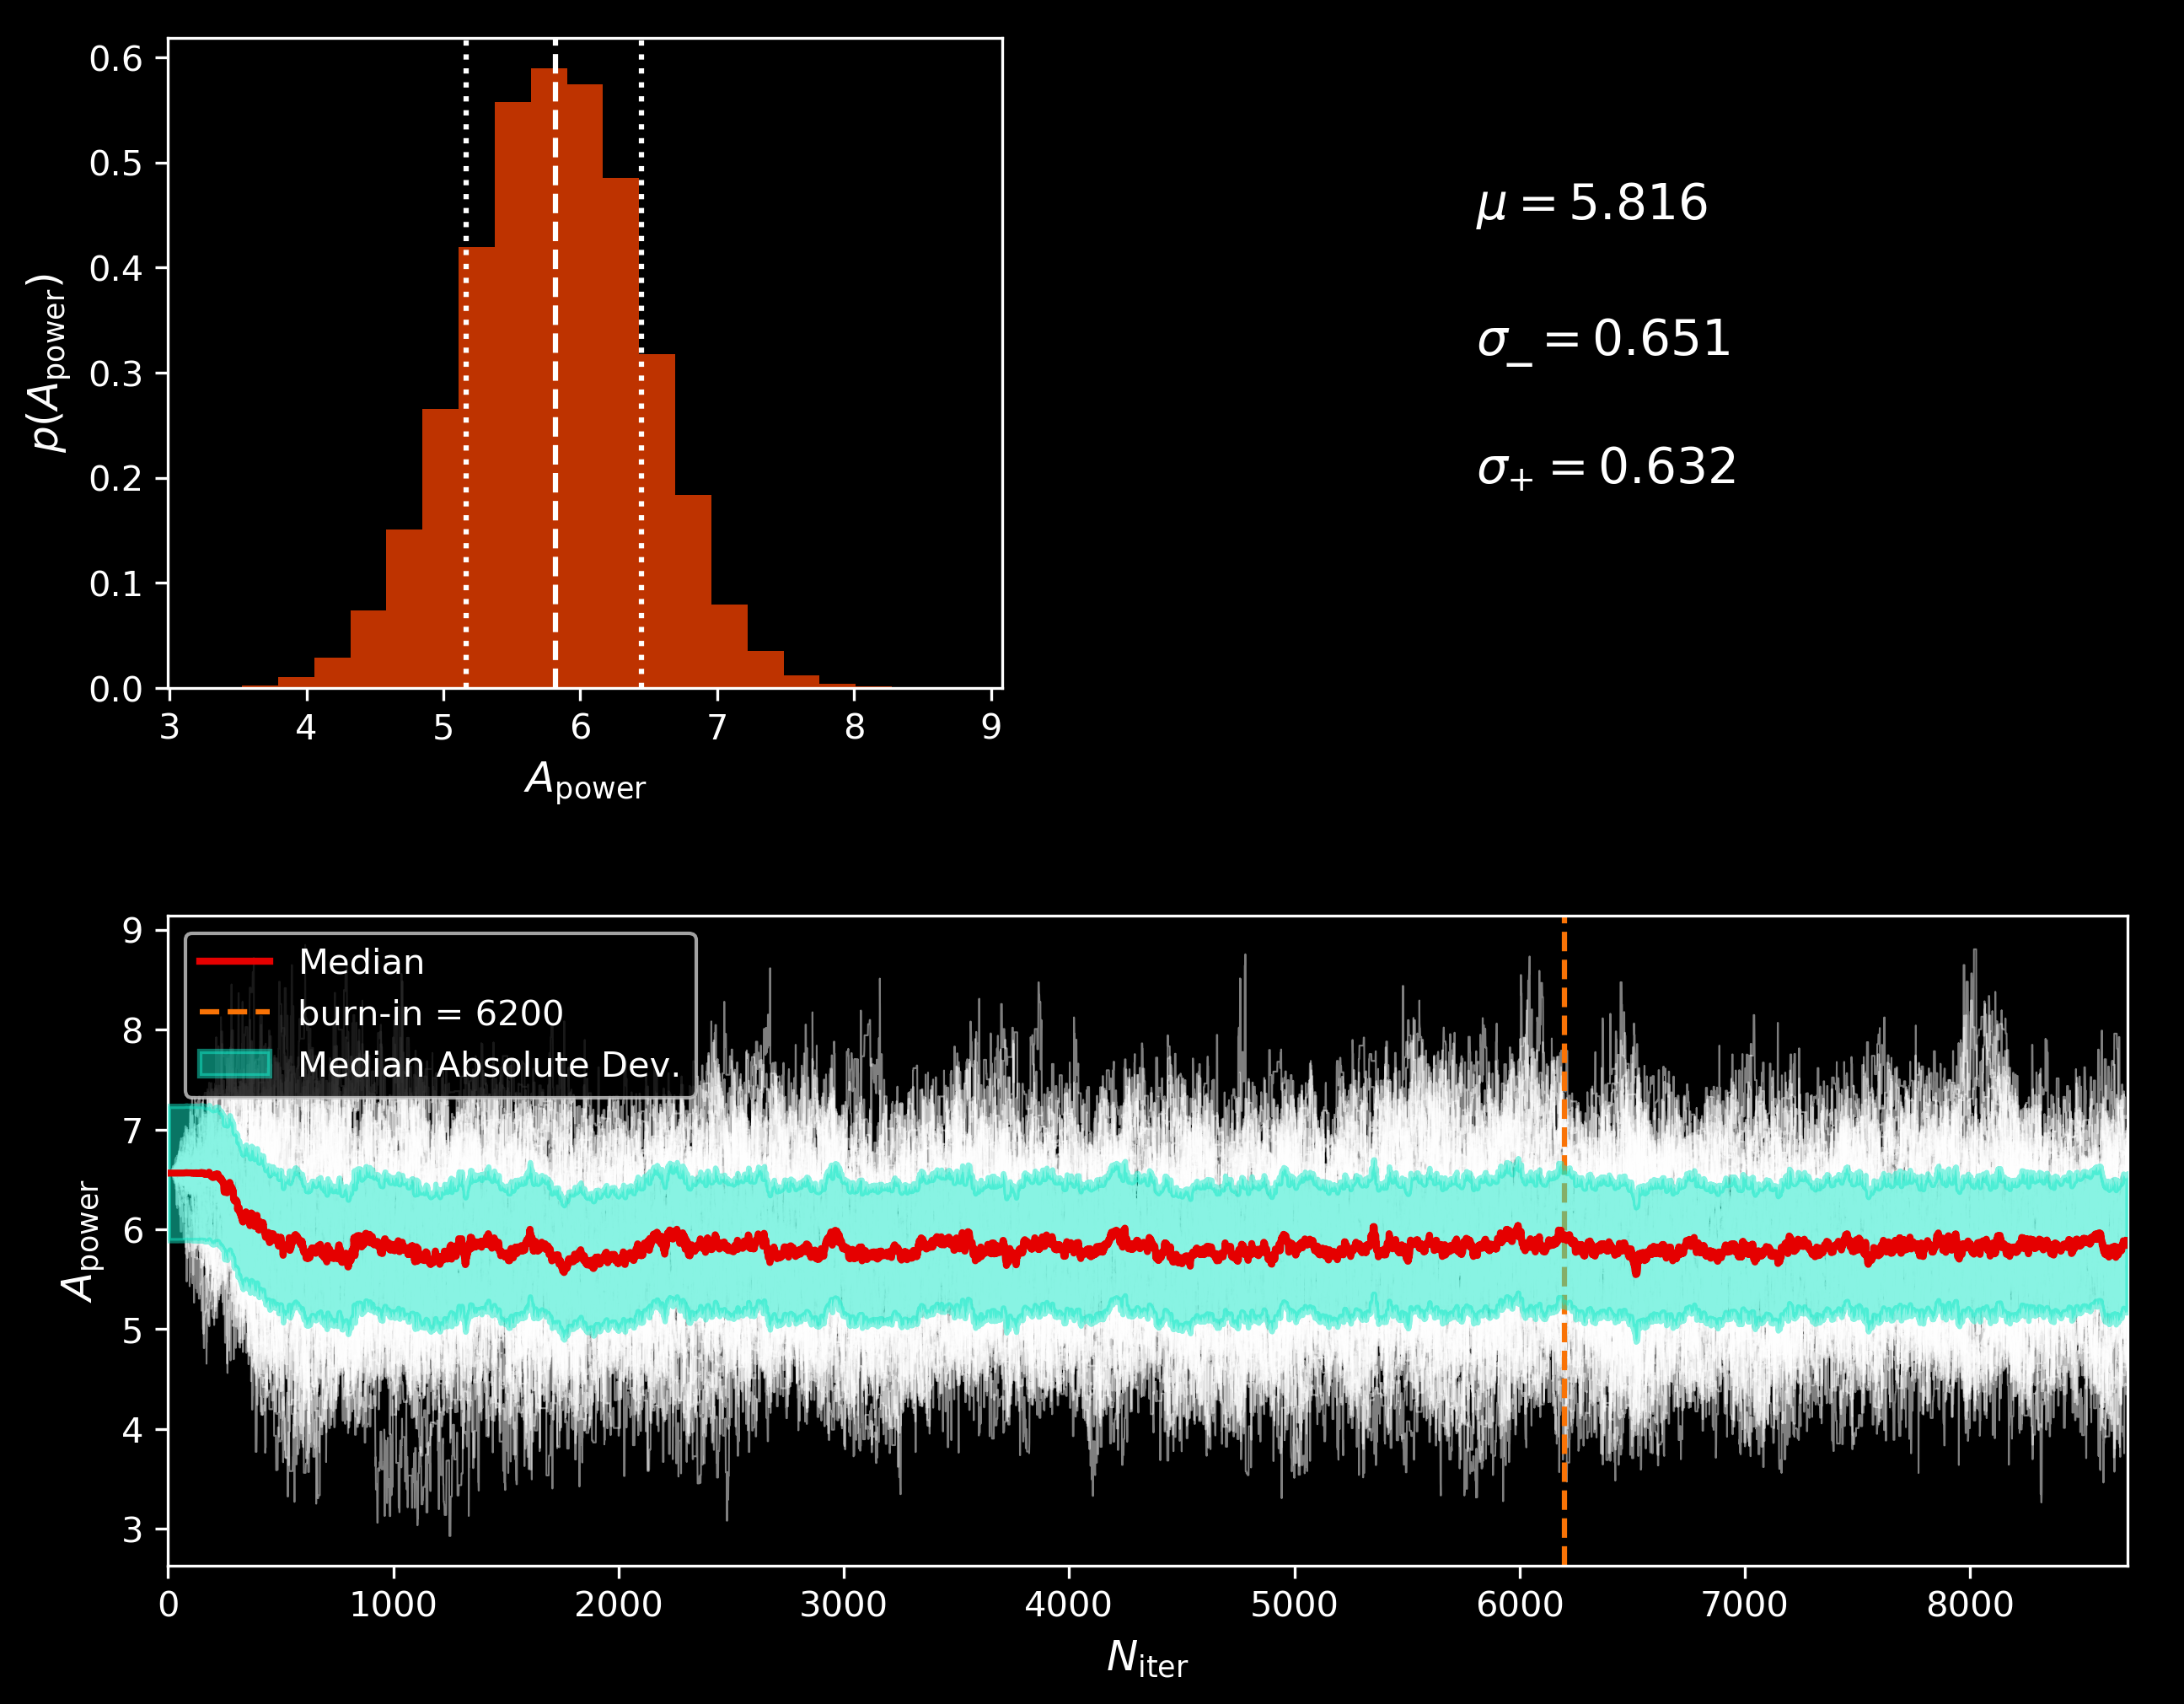 0.6
0.5
0.4
0.3
0.2
0.1
0.0
p(A_power)
3 4 5 6 7 8 9
A_power
μ = 5.816
σ_− = 0.651
σ_+ = 0.632
9
8
7
6
5
4
3
A_power
Median
burn-in = 6200
Median Absolute Dev.
0 1000 2000 3000 4000 5000 6000 7000 8000
N_iter